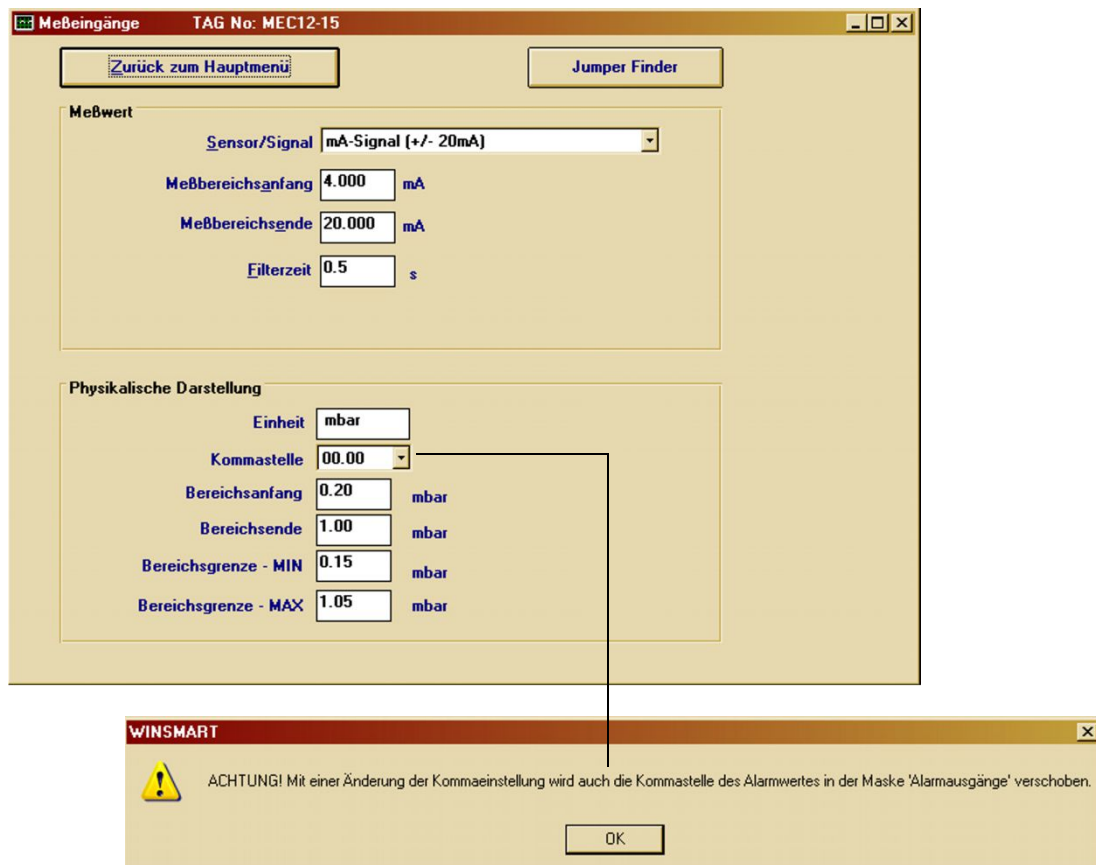 Meßeingänge TAG No: MEC12-15
Zurück zum Hauptmenü Jumper Finder
Meßwert
Sensor/Signal mA-Signal (+/- 20mA)
Meßbereichsanfang 4.000 mA
Meßbereichsende 20.000 mA
Filterzeit 0.5 s
Physikalische Darstellung
Einheit mbar
Kommastelle 00.00
Bereichsanfang 0.20 mbar
Bereichsende 1.00 mbar
Bereichsgrenze - MIN 0.15 mbar
Bereichsgrenze - MAX 1.05 mbar
WINSMART
ACHTUNG! Mit einer Änderung der Kommaeinstellung wird auch die Kommastelle des Alarmwertes in der Maske 'Alarmausgänge' verschoben.
OK